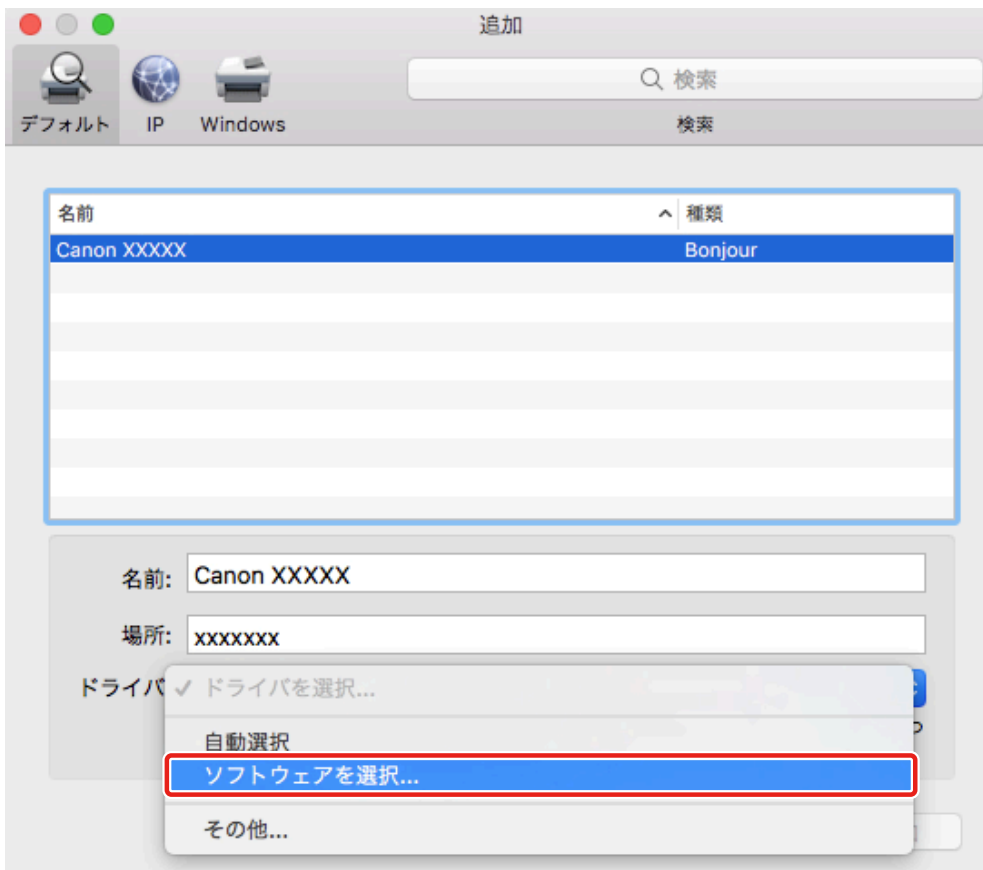 追加
検索
デフォルト IP Windows 検索
名前 種類
Canon XXXXX Bonjour
名前: Canon XXXXX
場所: xxxxxxx
ドライバ ✓ ドライバを選択...
自動選択
ソフトウェアを選択...
その他...